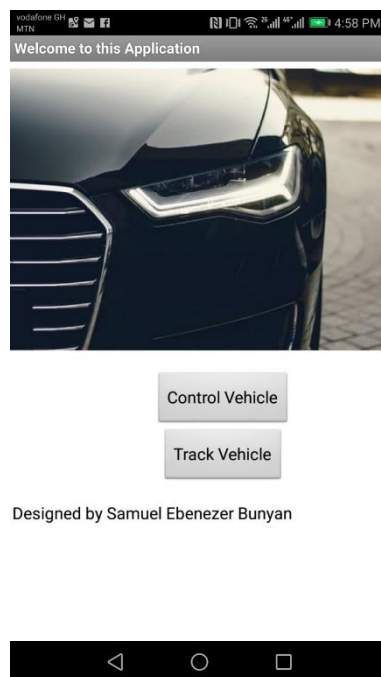 vodafone GH
MTN
4:58 PM
Welcome to this Application
Control Vehicle
Track Vehicle
Designed by Samuel Ebenezer Bunyan